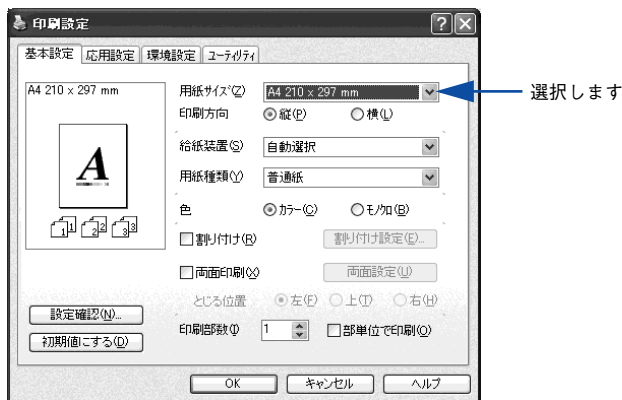 印刷設定
基本設定 応用設定 環境設定 ユーティリティ
A4 210 x 297 mm
A
1 1 2 2 3 3
設定確認(N)...
初期値にする(D)
用紙サイズ(Z) A4 210 x 297 mm
選択します
印刷方向 縦(P) 横(L)
給紙装置(S) 自動選択
用紙種類(Y) 普通紙
色 カラー(C) モノクロ(B)
割り付け(R) 割り付け設定(E)...
両面印刷(X) 両面設定(U)
とじる位置 左(F) 上(T) 右(H)
印刷部数(I) 1 部単位で印刷(O)
OK キャンセル ヘルプ